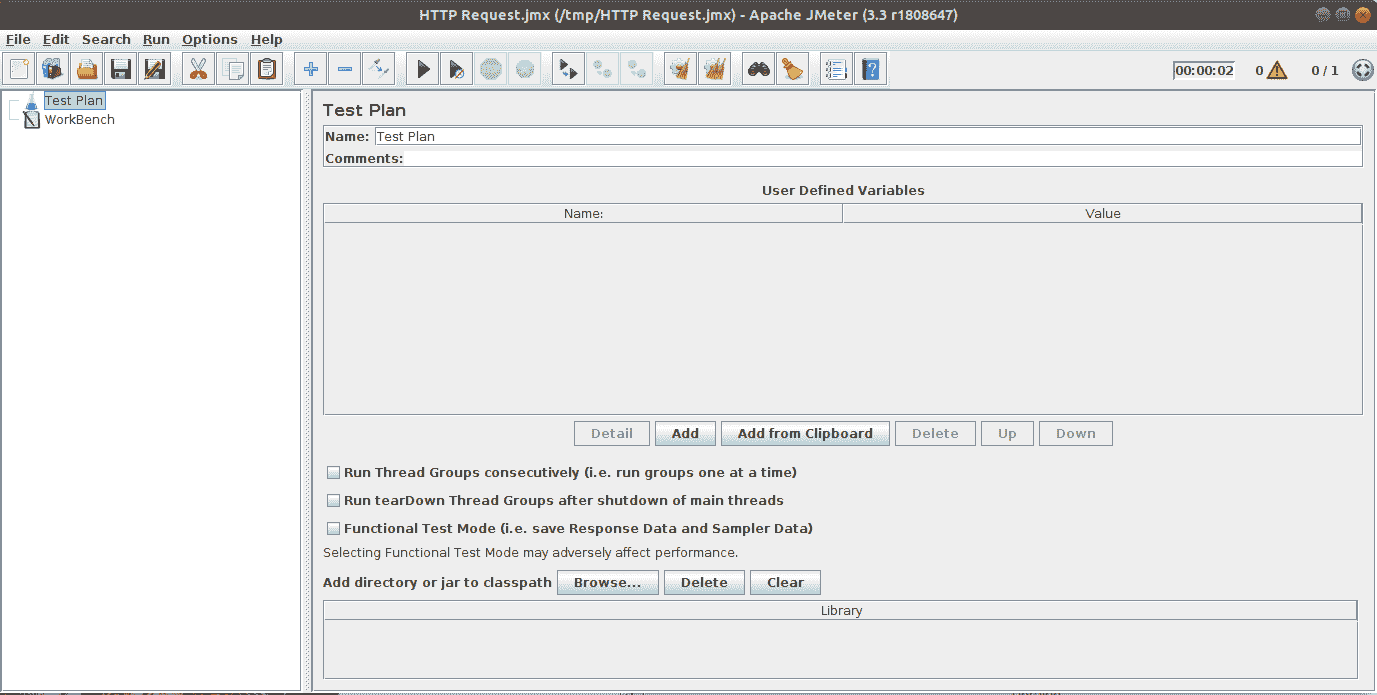 HTTP Request.jmx (/tmp/HTTP Request.jmx) - Apache JMeter (3.3 r1808647)
File Edit Search Run Options Help
00:00:02 0 0 / 1
Test Plan
WorkBench
Test Plan
Name: Test Plan
Comments:
User Defined Variables
Name: Value
Detail Add Add from Clipboard Delete Up Down
Run Thread Groups consecutively (i.e. run groups one at a time)
Run tearDown Thread Groups after shutdown of main threads
Functional Test Mode (i.e. save Response Data and Sampler Data)
Selecting Functional Test Mode may adversely affect performance.
Add directory or jar to classpath Browse... Delete Clear
Library